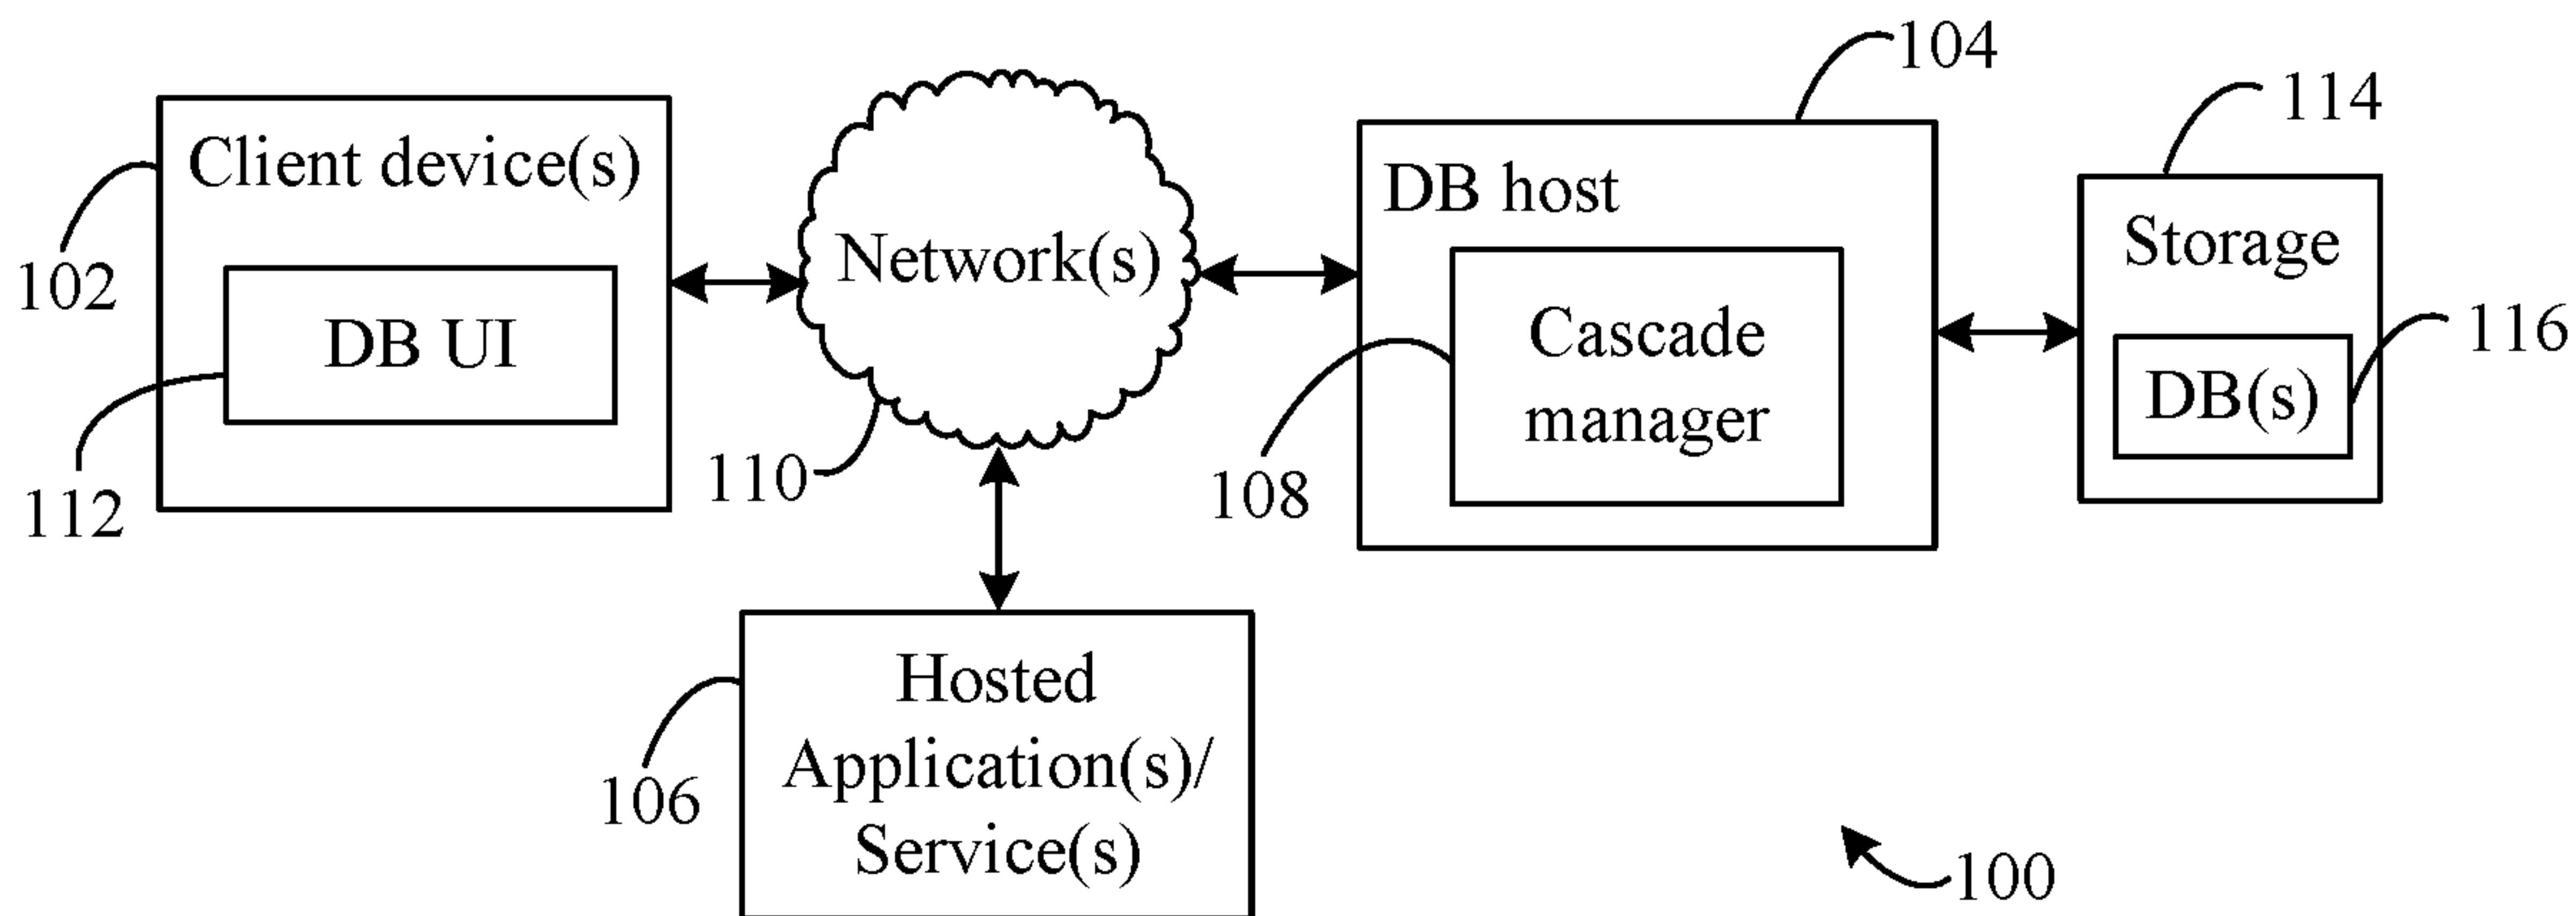 104
114
Client device(s)
DB host
Storage
Network(s)
102
DB UI
Cascade
manager
116
DB(s)
112
110
108
Hosted
Application(s)/
Service(s)
106
100